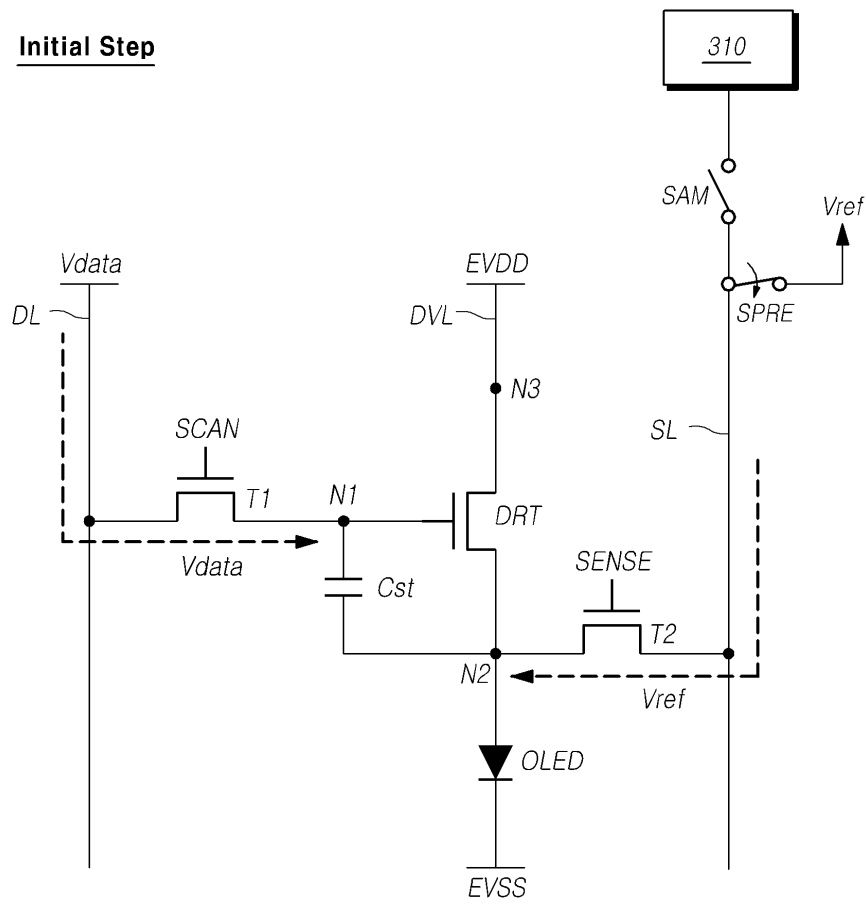 Initial Step
310
SAM
Vref
Vdata
EVDD
SPRE
DL
DVL
N3
SCAN
SL
T1
N1
DRT
Vdata
Cst
SENSE
T2
N2
Vref
OLED
EVSS